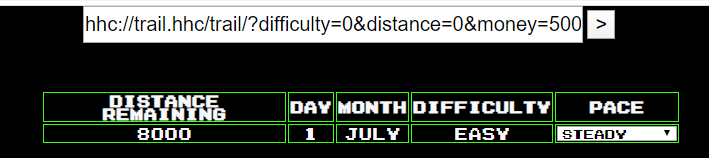 hhc://trail.hhc/trail/?difficulty=0&distance=0&money=500 >
DISTANCE REMAINING DAY MONTH DIFFICULTY PACE
8000 1 JULY EASY STEADY